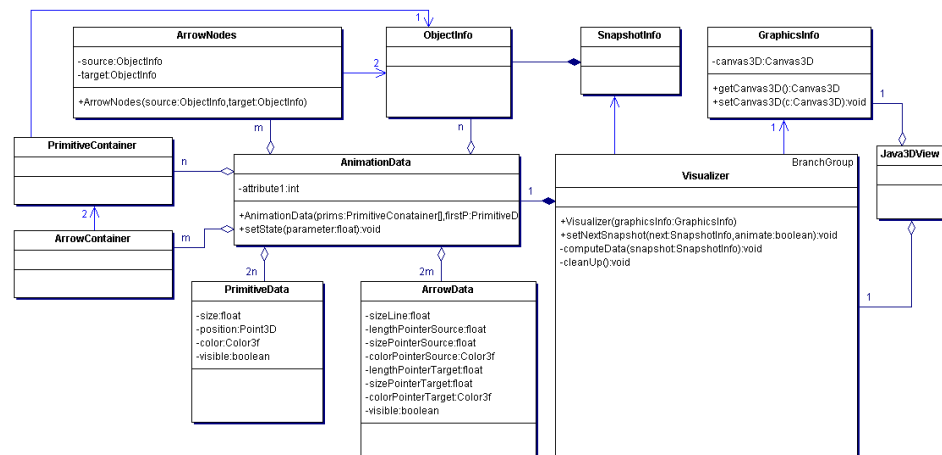 1
ArrowNodes
-source:ObjectInfo
-target:ObjectInfo
+ArrowNodes(source:ObjectInfo,target:ObjectInfo)
2
ObjectInfo
SnapshotInfo
GraphicsInfo
-canvas3D:Canvas3D
+getCanvas3D():Canvas3D
+setCanvas3D(c:Canvas3D):void
1
m
n
1
PrimitiveContainer
n
AnimationData
-attribute1:int
+AnimationData(prims:PrimitiveConatainer[],firstP:PrimitiveD
+setState(parameter:float):void
1
BranchGroup
Visualizer
+Visualizer(graphicsInfo:GraphicsInfo)
+setNextSnapshot(next:SnapshotInfo,animate:boolean):void
-computeData(snapshot:SnapshotInfo):void
-cleanUp():void
Java3DView
2
ArrowContainer
m
2n
2m
1
PrimitiveData
-size:float
-position:Point3D
-color:Color3f
-visible:boolean
ArrowData
-sizeLine:float
-lengthPointerSource:float
-sizePointerSource:float
-colorPointerSource:Color3f
-lengthPointerTarget:float
-sizePointerTarget:float
-colorPointerTarget:Color3f
-visible:boolean